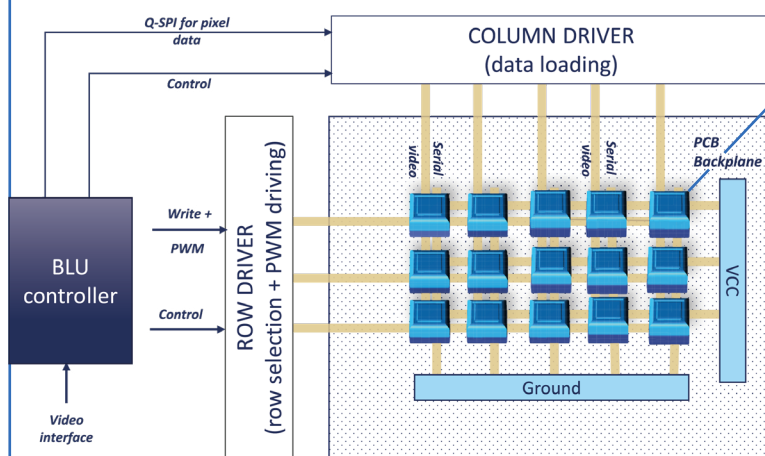 Q-SPI for pixel
data
COLUMN DRIVER
(data loading)
Control
Serial
video
Serial
video
PCB
Backplane
Write +
PWM
ROW DRIVER
(row selection + PWM driving)
BLU
controller
VCC
Control
Ground
Video
interface